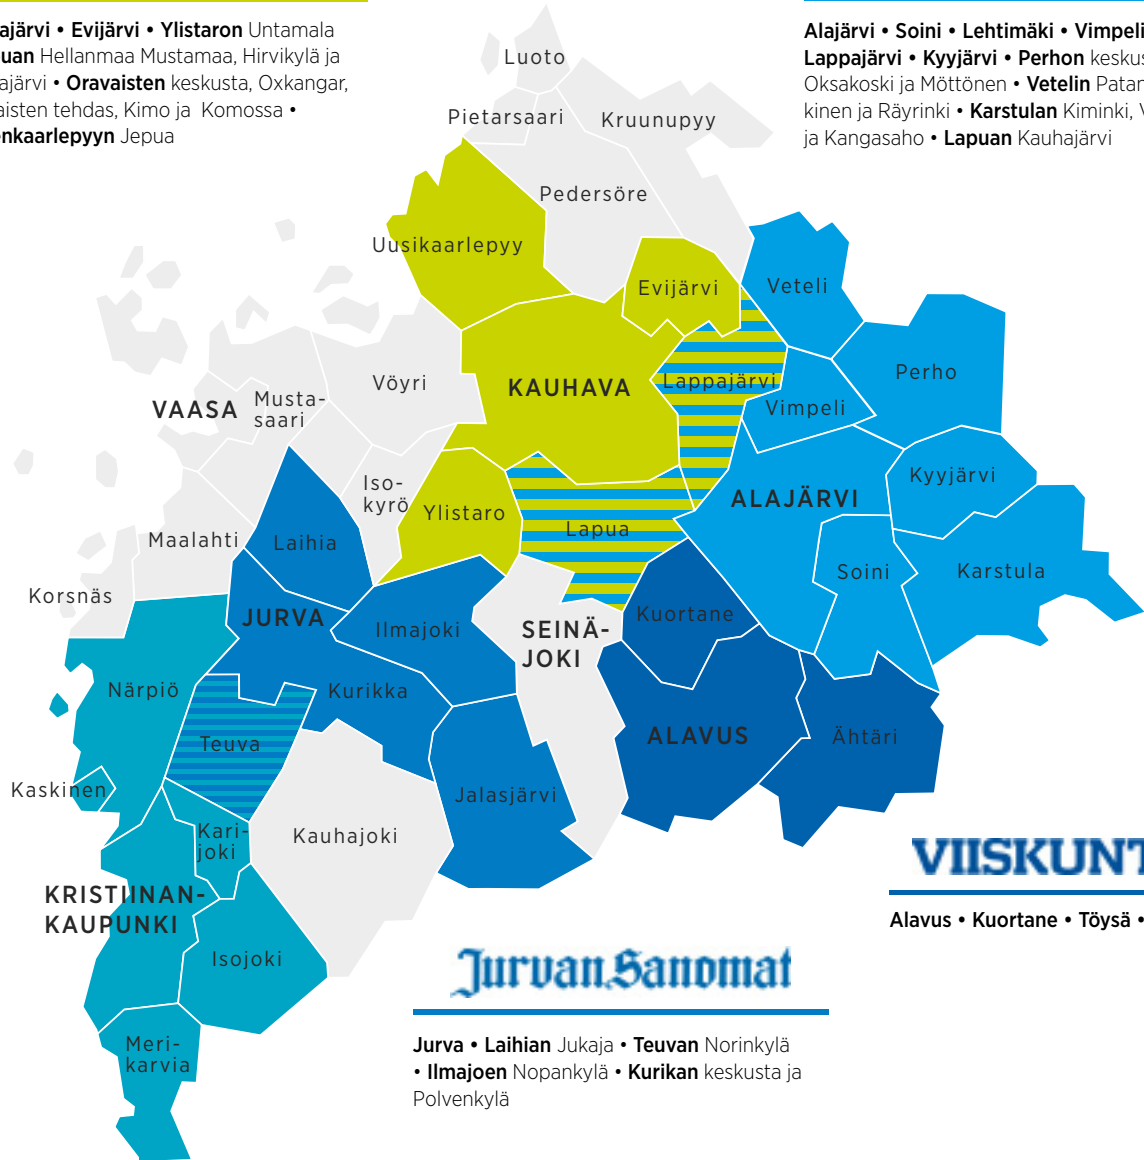 ajärvi • Evijärvi • Ylistaron Untamala
uan Hellanmaa Mustamaa, Hirvikylä ja
ajärvi • Oravaisten keskusta, Oxkangar,
aisten tehdas, Kimo ja Komossa •
nkaarlepyyn Jepua
Alajärvi • Soini • Lehtimäki • Vimpeli
Lappajärvi • Kyyjärvi • Perhon keskus
Oksakoski ja Möttönen • Vetelin Patan
kinen ja Räyrinki • Karstulan Kiminki, V
ja Kangasaho • Lapuan Kauhajärvi
Luoto
Pietarsaari
Kruunupyy
Pedersöre
Uusikaarlepyy
Evijärvi
Veteli
Vöyri
KAUHAVA
Lappajärvi
Perho
VAASA
Musta-
saari
Vimpeli
Iso-
kyrö
Ylistaro
Lapua
ALAJÄRVI
Kyyjärvi
Maalahti
Laihia
Soini
Karstula
Korsnäs
JURVA
Ilmajoki
SEINÄ-
JOKI
Kuortane
Närpiö
Kurikka
Teuva
ALAVUS
Ähtäri
Kaskinen
Jalasjärvi
Kari-
joki
Kauhajoki
KRISTIINAN-
KAUPUNKI
Isojoki
Meri-
karvia
VIISKUNT
Alavus • Kuortane • Töysä •
Jurvan Sanomat
Jurva • Laihian Jukaja • Teuvan Norinkylä
• Ilmajoen Nopankylä • Kurikan keskusta ja
Polvenkylä